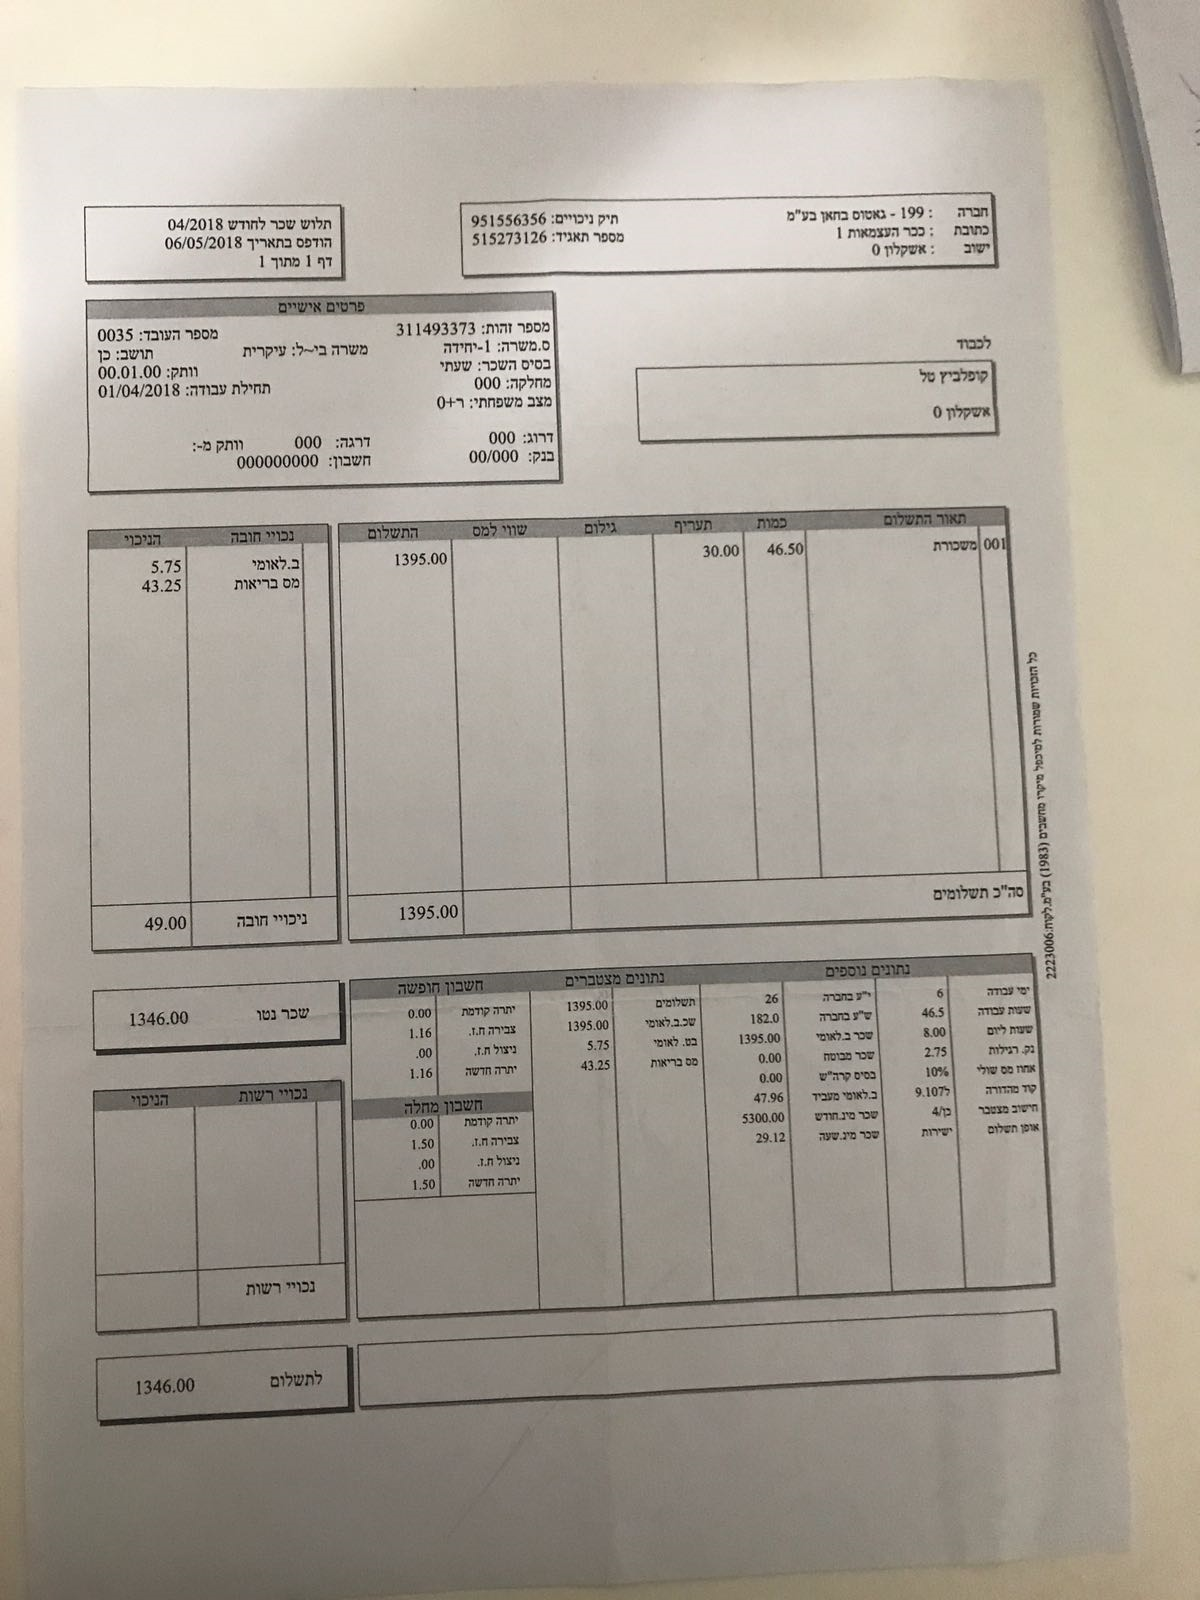 חברה : 199 - גאטוס בחאן בע"מ תיק ניכויים: 951556356
כתובת : ככר העצמאות 1 מספר תאגיד: 515273126
ישוב : אשקלון 0
תלוש שכר לחודש 04/2018
הודפס בתאריך 06/05/2018
דף 1 מתוך 1
פרטים אישיים
מספר זהות: 311493373 מספר העובד: 0035
ס.משרה: 1-יחידה משרה בי~ל: עיקרית תושב: כן
בסיס השכר: שעתי וותק: 00.01.00
מחלקה: 000 תחילת עבודה: 01/04/2018
מצב משפחתי: ר+0
דרוג: 000 דרגה: 000 וותק מ-:
בנק: 00/000 חשבון: 000000000
לכבוד
קופלביץ טל
אשקלון 0
תאור התשלום כמות תעריף גילום שווי למס התשלום
001 משכורת 46.50 30.00 1395.00
סה"כ תשלומים 1395.00
נכויי חובה הניכוי
ב.לאומי 5.75
מס בריאות 43.25
ניכויי חובה 49.00
כל הזכויות שמורות למיכפל מיקרו מחשבים (1983) בע"מ.לקוח:2223006
נתונים נוספים
ימי עבודה 6 י"ע בחברה 26
שעות עבודה 46.5 ש"ע בחברה 182.0
שעות ליום 8.00 שכר ב.לאומי 1395.00
נק. רגילות 2.75 שכר מבוטח 0.00
אחוז מס שולי 10% בסיס קרה"ש 0.00
קוד מהדורה 9.107ל ב.לאומי מעביד 47.96
חישוב מצטבר כן/4 שכר מינ.חודש 5300.00
אופן תשלום ישירות שכר מינ.שעה 29.12
נתונים מצטברים
תשלומים 1395.00
שכ.ב.לאומי 1395.00
בט. לאומי 5.75
מס בריאות 43.25
חשבון חופשה
יתרה קודמת 0.00
צבירה ח.ז. 1.16
ניצול ח.ז. .00
יתרה חדשה 1.16
חשבון מחלה
יתרה קודמת 0.00
צבירה ח.ז. 1.50
ניצול ח.ז. .00
יתרה חדשה 1.50
שכר נטו 1346.00
נכויי רשות הניכוי
נכויי רשות
לתשלום 1346.00